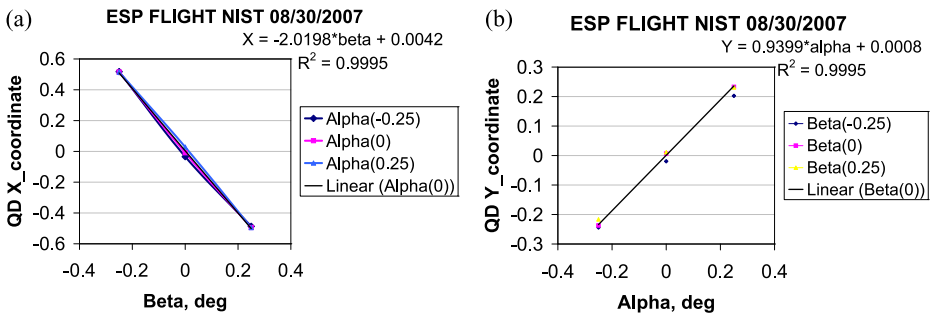 (a)
ESP FLIGHT NIST 08/30/2007
X = -2.0198*beta + 0.0042
R² = 0.9995
0.6
0.4
0.2
0
-0.2
-0.4
-0.6
QD X_coordinate
-0.4
-0.2
0
0.2
0.4
Beta, deg
Alpha(-0.25)
Alpha(0)
Alpha(0.25)
Linear (Alpha(0))
(b)
ESP FLIGHT NIST 08/30/2007
Y = 0.9399*alpha + 0.0008
R² = 0.9995
0.3
0.2
0.1
0
-0.1
-0.2
-0.3
QD Y_coordinate
-0.4
-0.2
0
0.2
0.4
Alpha, deg
Beta(-0.25)
Beta(0)
Beta(0.25)
Linear (Beta(0))